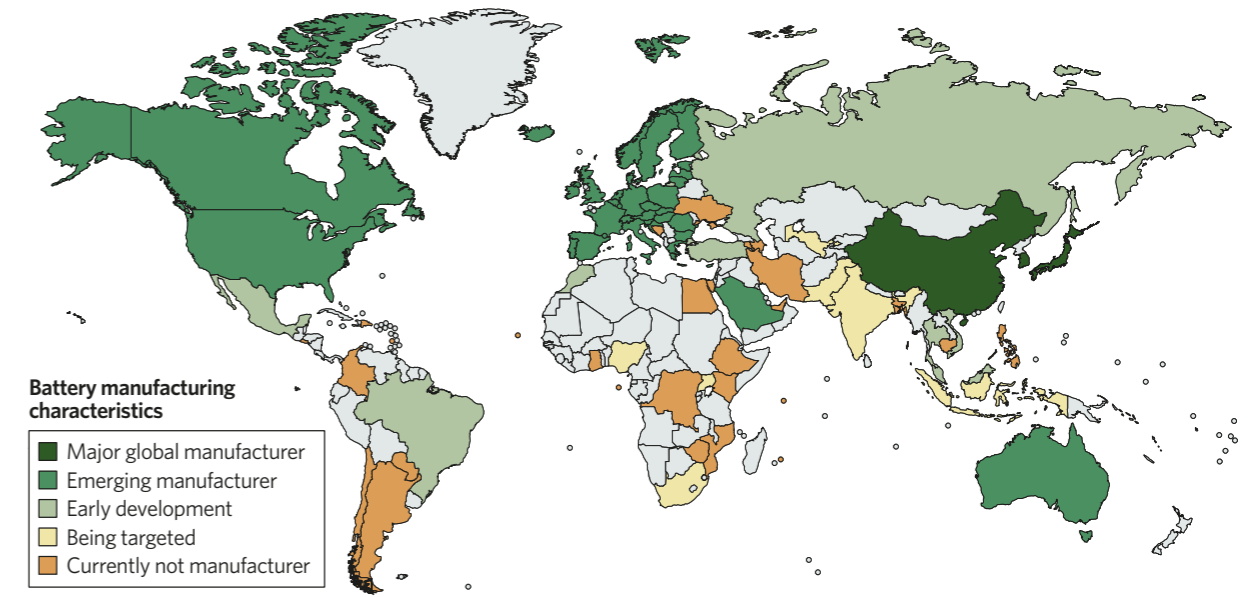 Battery manufacturing
characteristics
Major global manufacturer
Emerging manufacturer
Early development
Being targeted
Currently not manufacturer